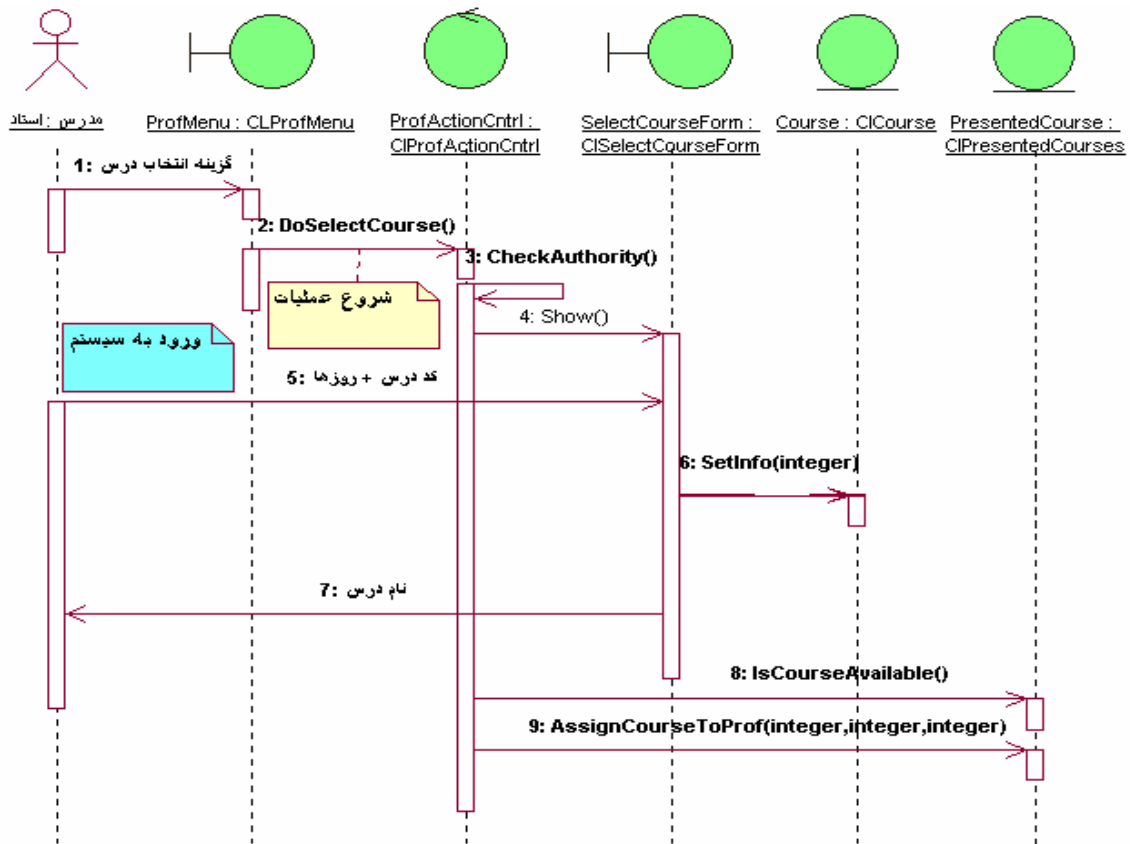 مدرس : استاد
ProfMenu : CLProfMenu
ProfActionCntrl :
ClProfActionCntrl
SelectCourseForm :
ClSelectCourseForm
Course : ClCourse
PresentedCourse :
ClPresentedCourses
1: گزینه انتخاب درس
2: DoSelectCourse()
3: CheckAuthority()
شروع عملیات
4: Show()
ورود به سیستم
5: کد درس + روزها
6: SetInfo(integer)
7: نام درس
8: IsCourseAvailable()
9: AssignCourseToProf(integer,integer,integer)